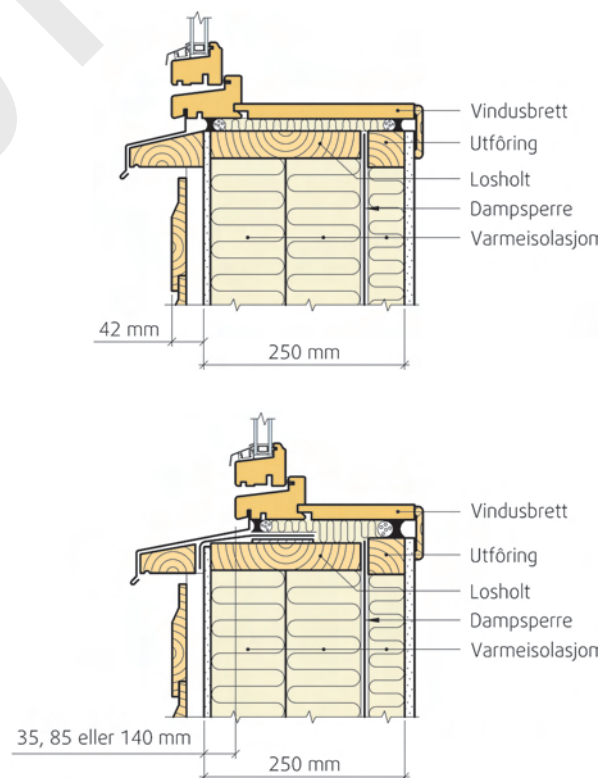 Vindusbrett
Utfôring
Losholt
Dampsperre
Varmeisolasjon
42 mm
250 mm
Vindusbrett
Utfôring
Losholt
Dampsperre
Varmeisolasjon
35, 85 eller 140 mm
250 mm